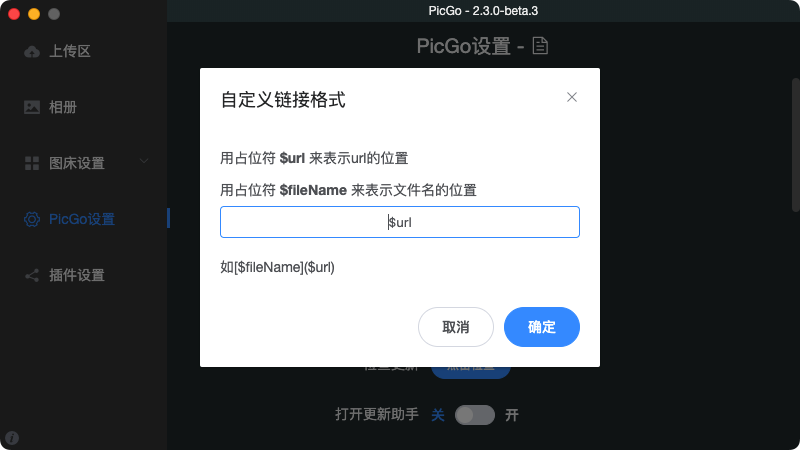 PicGo - 2.3.0-beta.3
上传区
相册
图床设置
PicGo设置
插件设置
PicGo设置 -
自定义链接格式
用占位符 $url 来表示url的位置
用占位符 $fileName 来表示文件名的位置
$url
如[$fileName]($url)
取消 确定
打开更新助手 关 开